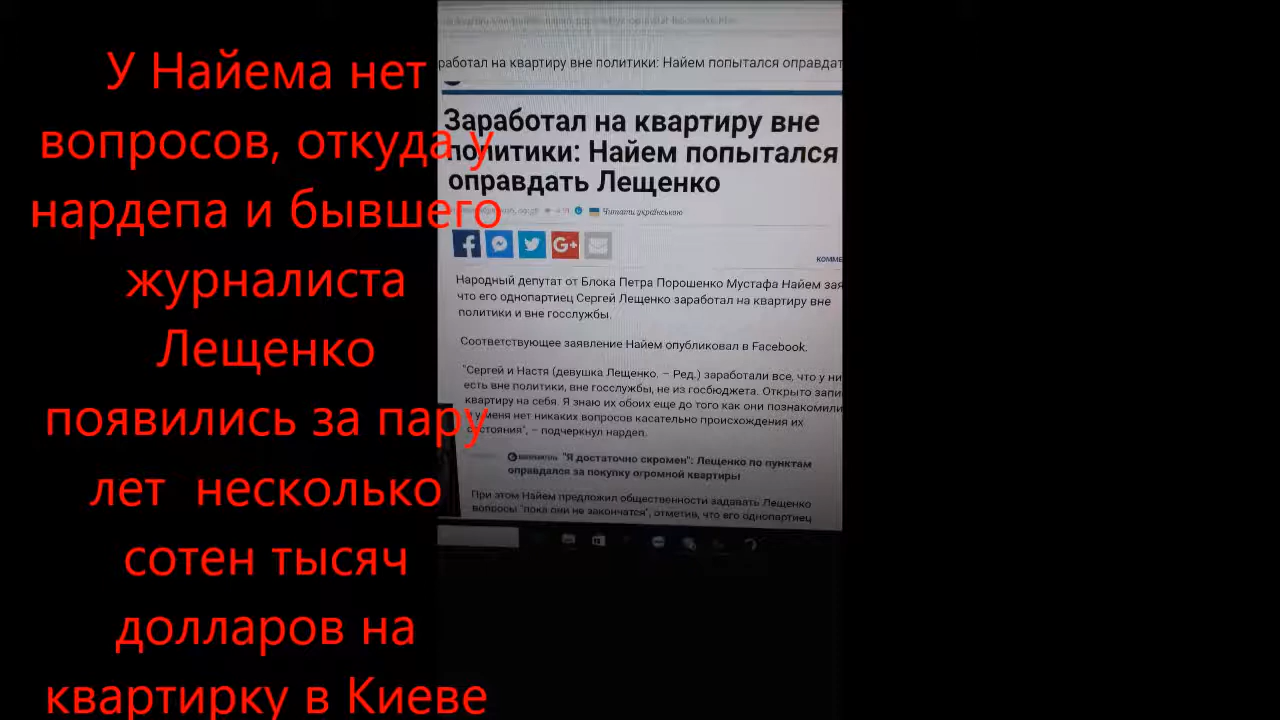 У Найема нет
вопросов, откуда у
нардепа и бывшего
журналиста
Лещенко
появились за пару
лет несколько
сотен тысяч
долларов на
квартирку в Киеве
работал на квартиру вне политики: Найем попытался оправдат
Заработал на квартиру вне
политики: Найем попытался
оправдать Лещенко
Читати українською
КОММЕ
Народный депутат от Блока Петра Порошенко Мустафа Найем зая
что его однопартиец Сергей Лещенко заработал на квартиру вне
политики и вне госслужбы.
Соответствующее заявление Найем опубликовал в Facebook.
"Сергей и Настя (девушка Лещенко. – Ред.) заработали все, что у ни
есть вне политики, вне госслужбы, не из госбюджета. Открыто запи
квартиру на себя. Я знаю их обоих еще до того как они познакомили
у меня нет никаких вопросов касательно происхождения их
состояния", – подчеркнул нардеп.
"Я достаточно скромен": Лещенко по пунктам
оправдался за покупку огромной квартиры
При этом Найем предложил общественности задавать Лещенко
вопросы "пока они не закончатся", отметив, что его однопартиец